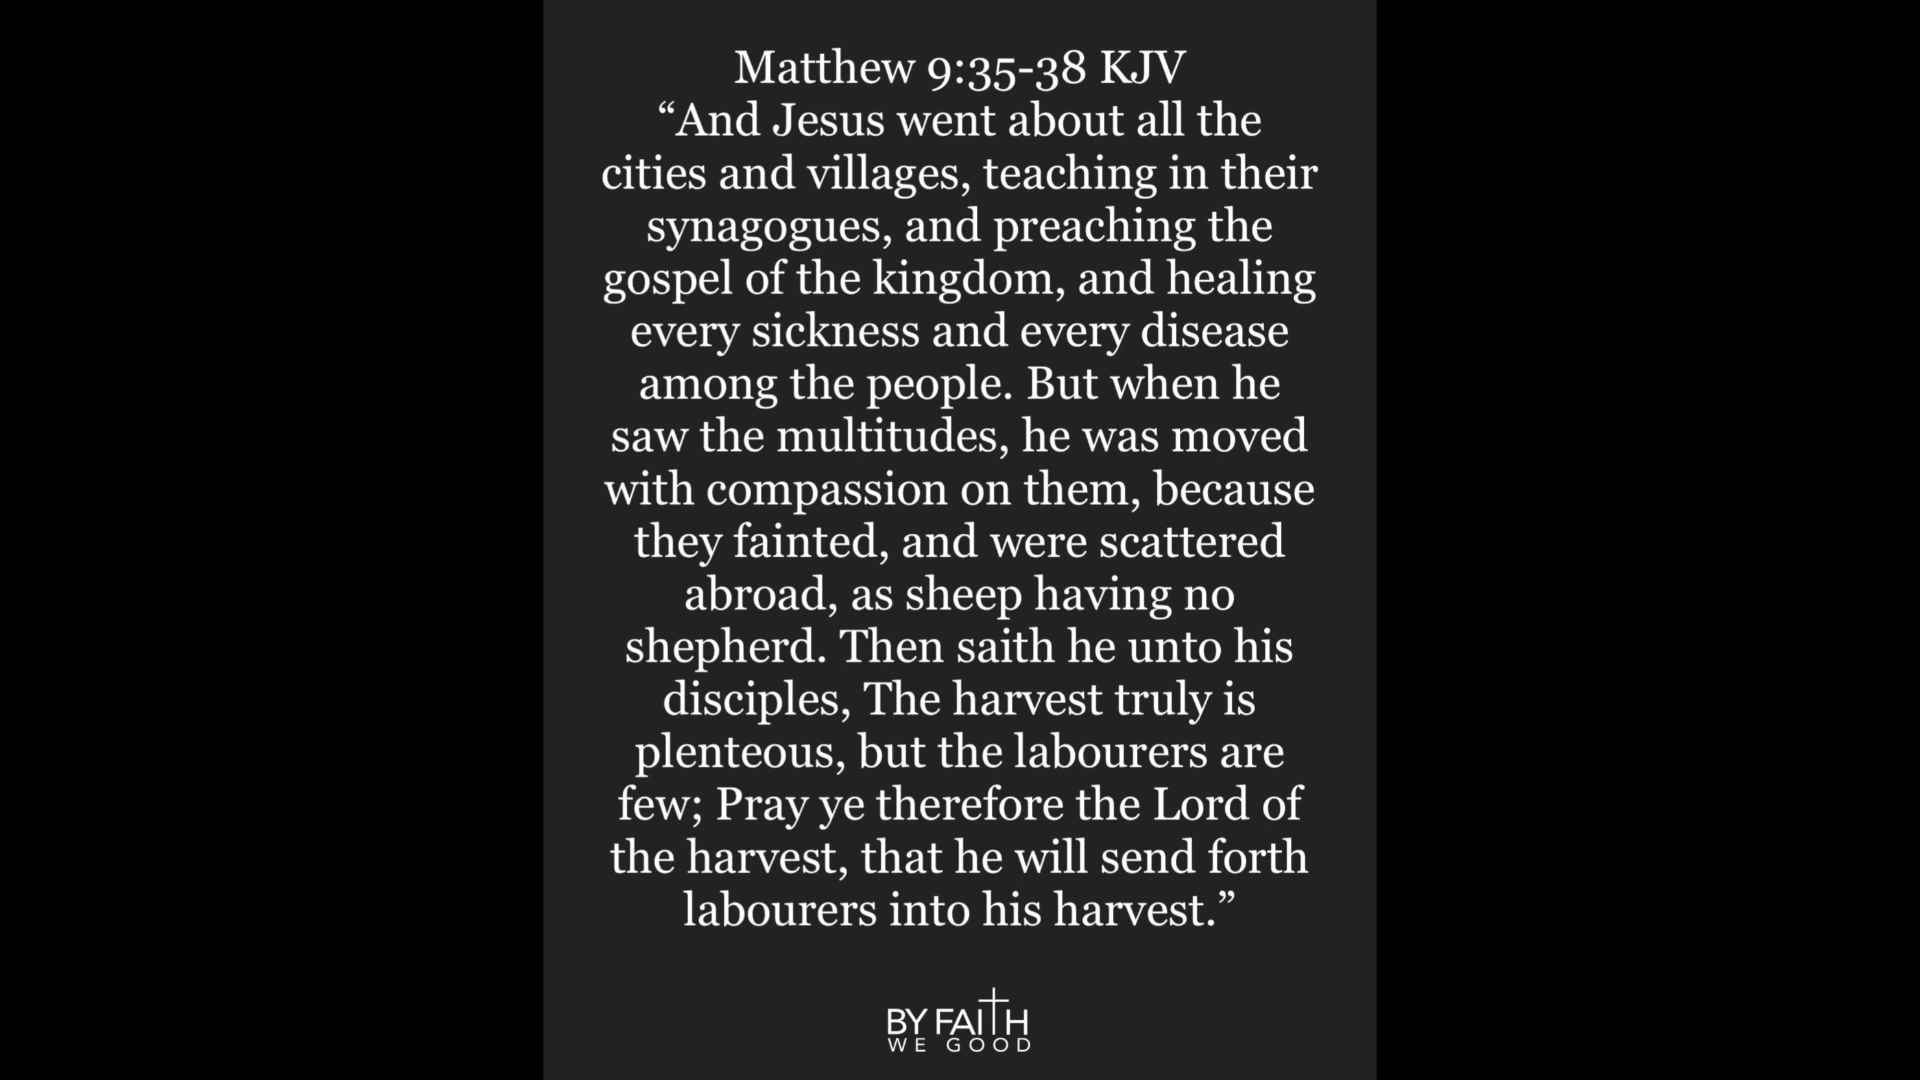 Matthew 9:35-38 KJV
“And Jesus went about all the
cities and villages, teaching in their
synagogues, and preaching the
gospel of the kingdom, and healing
every sickness and every disease
among the people. But when he
saw the multitudes, he was moved
with compassion on them, because
they fainted, and were scattered
abroad, as sheep having no
shepherd. Then saith he unto his
disciples, The harvest truly is
plenteous, but the labourers are
few; Pray ye therefore the Lord of
the harvest, that he will send forth
labourers into his harvest.”
BY FAITH
WE GOOD